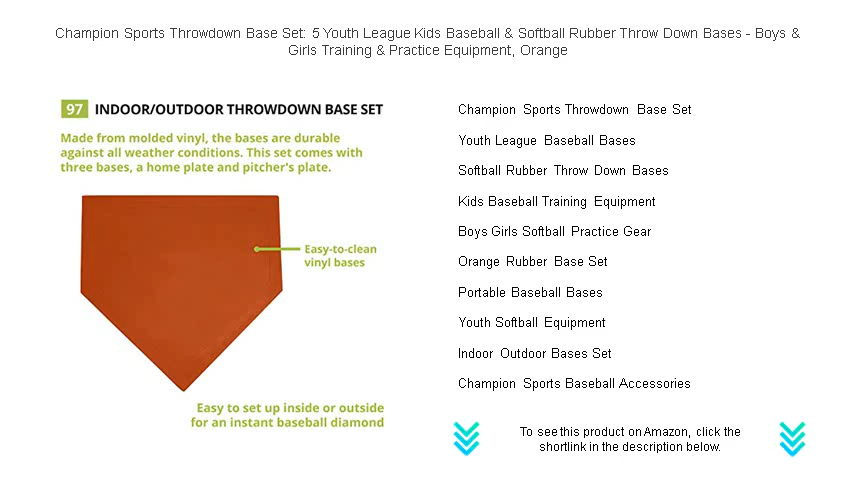 Champion Sports Throwdown Base Set: 5 Youth League Kids Baseball & Softball Rubber Throw Down Bases - Boys &
Girls Training & Practice Equipment, Orange
97 INDOOR/OUTDOOR THROWDOWN BASE SET
Made from molded vinyl, the bases are durable
against all weather conditions. This set comes with
three bases, a home plate and pitcher's plate.
Easy-to-clean
vinyl bases
Easy to set up inside or outside
for an instant baseball diamond
Champion Sports Throwdown Base Set
Youth League Baseball Bases
Softball Rubber Throw Down Bases
Kids Baseball Training Equipment
Boys Girls Softball Practice Gear
Orange Rubber Base Set
Portable Baseball Bases
Youth Softball Equipment
Indoor Outdoor Bases Set
Champion Sports Baseball Accessories
To see this product on Amazon, click the
shortlink in the description below.